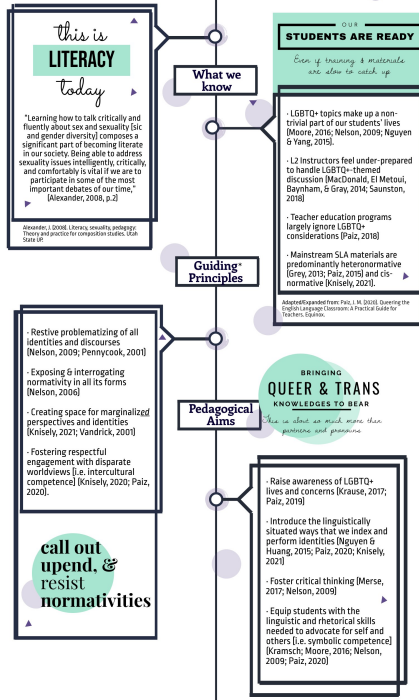 this is
LITERACY
today
"Learning how to talk critically and
fluently about sex and sexuality [sic
and gender diversity] composes a
significant part of becoming literate
in our society. Being able to address
sexuality issues intelligently, critically,
and comfortably is vital if we are to
participate in some of the most
important debates of our time,"
(Alexander, 2008, p.2)
Alexander, J. (2008). Literacy, sexuality, pedagogy:
Theory and practice for composition studies. Utah
State UP.
What we
know
OUR
STUDENTS ARE READY
Even if training & materials
are slow to catch up
· LGBTQ+ topics make up a non-
trivial part of our students' lives
(Moore, 2016; Nelson, 2009; Nguyen
& Yang, 2015).
· L2 Instructors feel under-prepared
to handle LGBTQ+-themed
discussion (MacDonald, El Metoui,
Baynham, & Gray, 2014; Saunston,
2018)
· Teacher education programs
largely ignore LGBTQ+
considerations (Paiz, 2018)
· Mainstream SLA materials are
predominantly heteronormative
(Grey, 2013; Paiz, 2015) and cis-
normative (Knisely, 2021).
Adapted/Expanded from: Paiz, J. M. (2020). Queering the
English Language Classroom: A Practical Guide for
Teachers. Equinox.
Guiding*
Principles
· Restive problematizing of all
identities and discourses
(Nelson, 2009; Pennycook, 2001)
· Exposing & interrogating
normativity in all its forms
(Nelson, 2006)
· Creating space for marginalized
perspectives and identities
(Knisely, 2021; Vandrick, 2001)
· Fostering respectful
engagement with disparate
worldviews [i.e. intercultural
competence] (Knisely, 2020; Paiz,
2020).
call out
upend, &
resist
normativities
Pedagogical
Aims
BRINGING
QUEER & TRANS
KNOWLEDGES TO BEAR
This is about so much more than
partners and pronouns
· Raise awareness of LGBTQ+
lives and concerns (Krause, 2017;
Paiz, 2019)
· Introduce the linguistically
situated ways that we index and
perform identities (Nguyen &
Huang, 2015; Paiz, 2020; Knisely,
2021)
· Foster critical thinking (Merse,
2017; Nelson, 2009)
· Equip students with the
linguistic and rhetorical skills
needed to advocate for self and
others [i.e. symbolic competence]
(Kramsch; Moore, 2016; Nelson,
2009; Paiz, 2020)